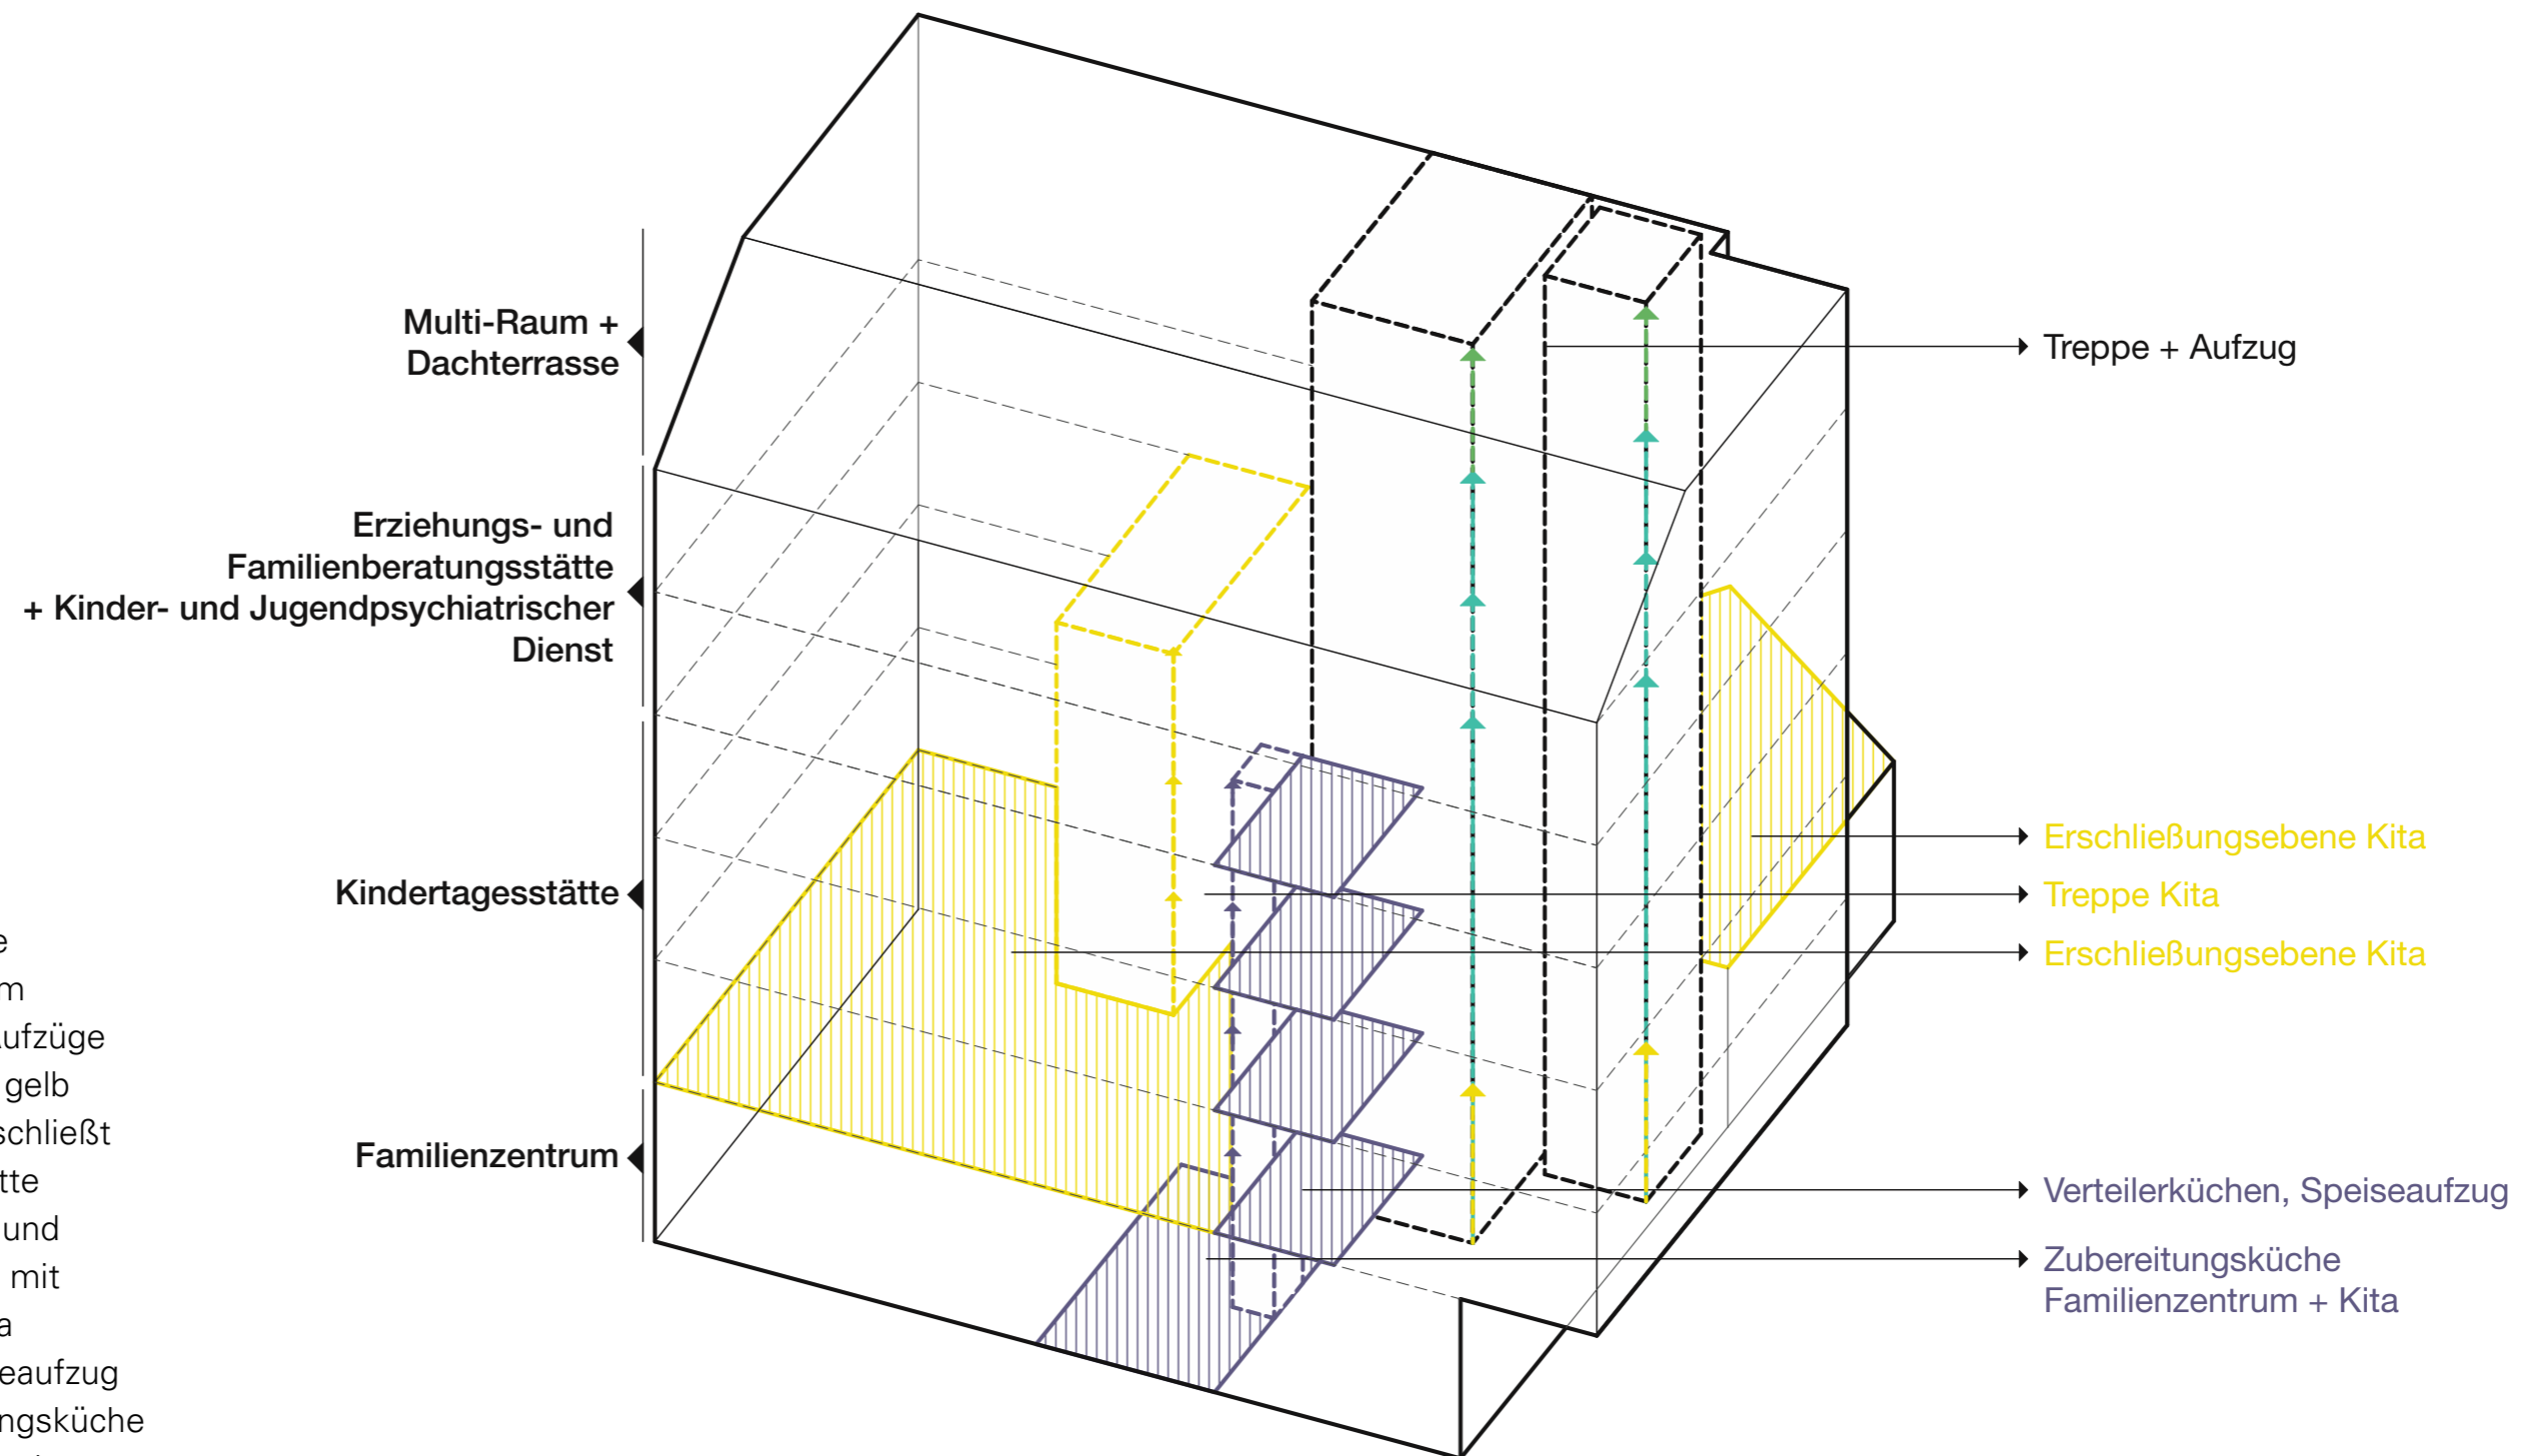 Multi-Raum +
Dachterrasse
Erziehungs- und
Familienberatungsstätte
+ Kinder- und Jugendpsychiatrischer
Dienst
Kindertagesstätte
Familienzentrum
Treppe + Aufzug
Erschließungsebene Kita
Treppe Kita
Erschließungsebene Kita
Verteilerküchen, Speiseaufzug
Zubereitungsküche
Familienzentrum + Kita
e
m
Aufzüge
gelb
schließt
tte
und
mit
a
eaufzug
ngsküche